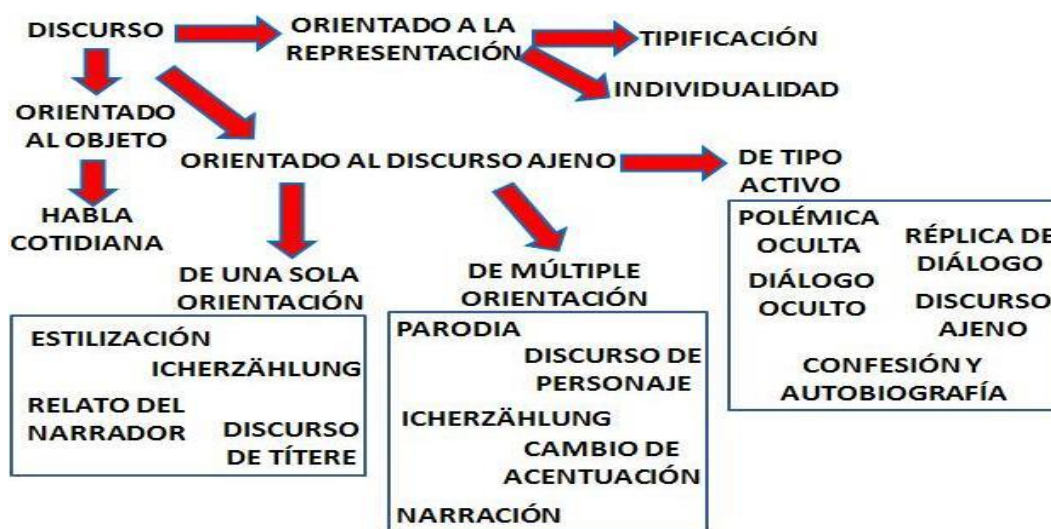 DISCURSO
ORIENTADO A LA
REPRESENTACIÓN
TIPIFICACIÓN
INDIVIDUALIDAD
ORIENTADO
AL OBJETO
HABLA
COTIDIANA
ORIENTADO AL DISCURSO AJENO
DE TIPO
ACTIVO
POLÉMICA
OCULTA
RÉPLICA DE
DIÁLOGO
DIÁLOGO
OCULTO
DISCURSO
AJENO
CONFESIÓN Y
AUTOBIOGRAFÍA
DE UNA SOLA
ORIENTACIÓN
ESTILIZACIÓN
ICHERZÄHLUNG
RELATO DEL
NARRADOR
DISCURSO
DE TÍTERE
DE MÚLTIPLE
ORIENTACIÓN
PARODIA
DISCURSO DE
PERSONAJE
ICHERZÄHLUNG
CAMBIO DE
ACENTUACIÓN
NARRACIÓN